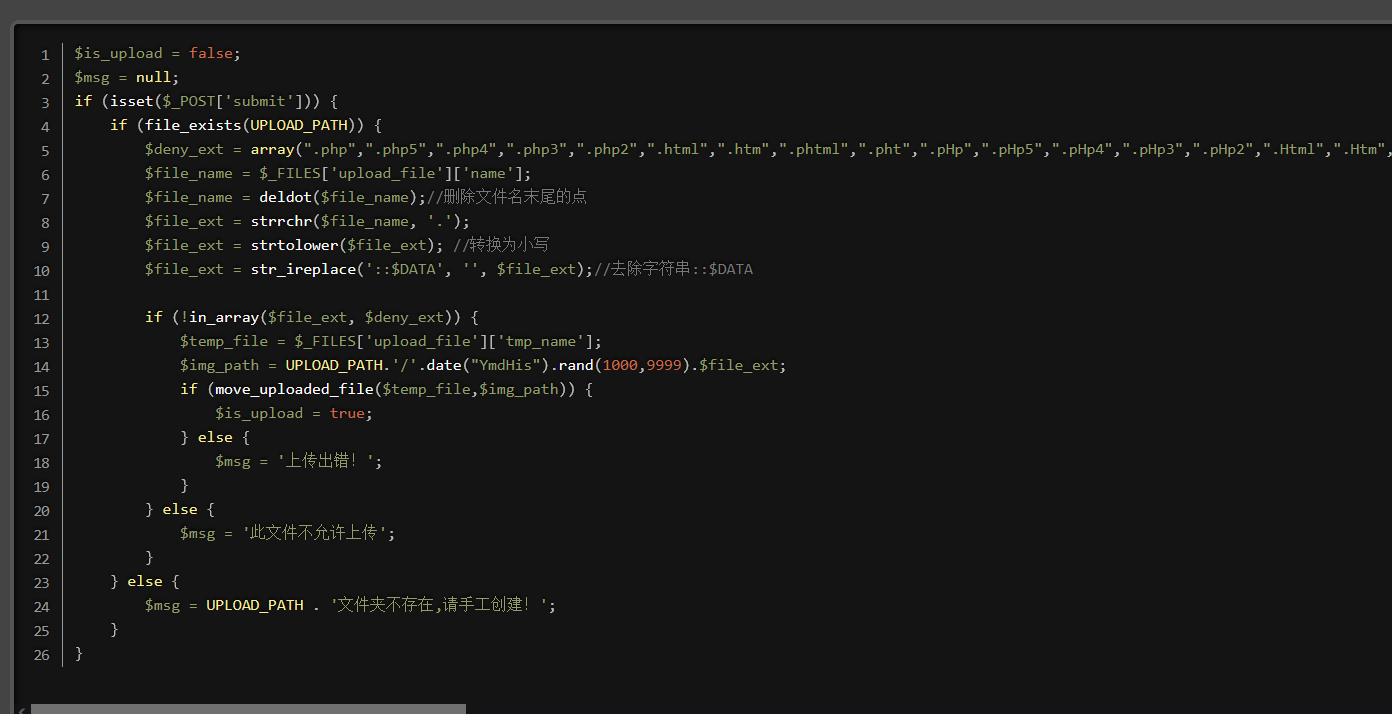 1 $is_upload = false;
2 $msg = null;
3 if (isset($_POST['submit'])) {
4     if (file_exists(UPLOAD_PATH)) {
5         $deny_ext = array(".php",".php5",".php4",".php3",".php2",".html",".htm",".phtml",".pht",".pHp",".pHp5",".pHp4",".pHp3",".pHp2",".Html",".Htm",
6         $file_name = $_FILES['upload_file']['name'];
7         $file_name = deldot($file_name);//删除文件名末尾的点
8         $file_ext = strrchr($file_name, '.');
9         $file_ext = strtolower($file_ext); //转换为小写
10         $file_ext = str_ireplace('::$DATA', '', $file_ext);//去除字符串::$DATA
11
12         if (!in_array($file_ext, $deny_ext)) {
13             $temp_file = $_FILES['upload_file']['tmp_name'];
14             $img_path = UPLOAD_PATH.'/'.date("YmdHis").rand(1000,9999).$file_ext;
15             if (move_uploaded_file($temp_file,$img_path)) {
16                 $is_upload = true;
17             } else {
18                 $msg = '上传出错！';
19             }
20         } else {
21             $msg = '此文件不允许上传';
22         }
23     } else {
24         $msg = UPLOAD_PATH . '文件夹不存在,请手工创建！';
25     }
26 }